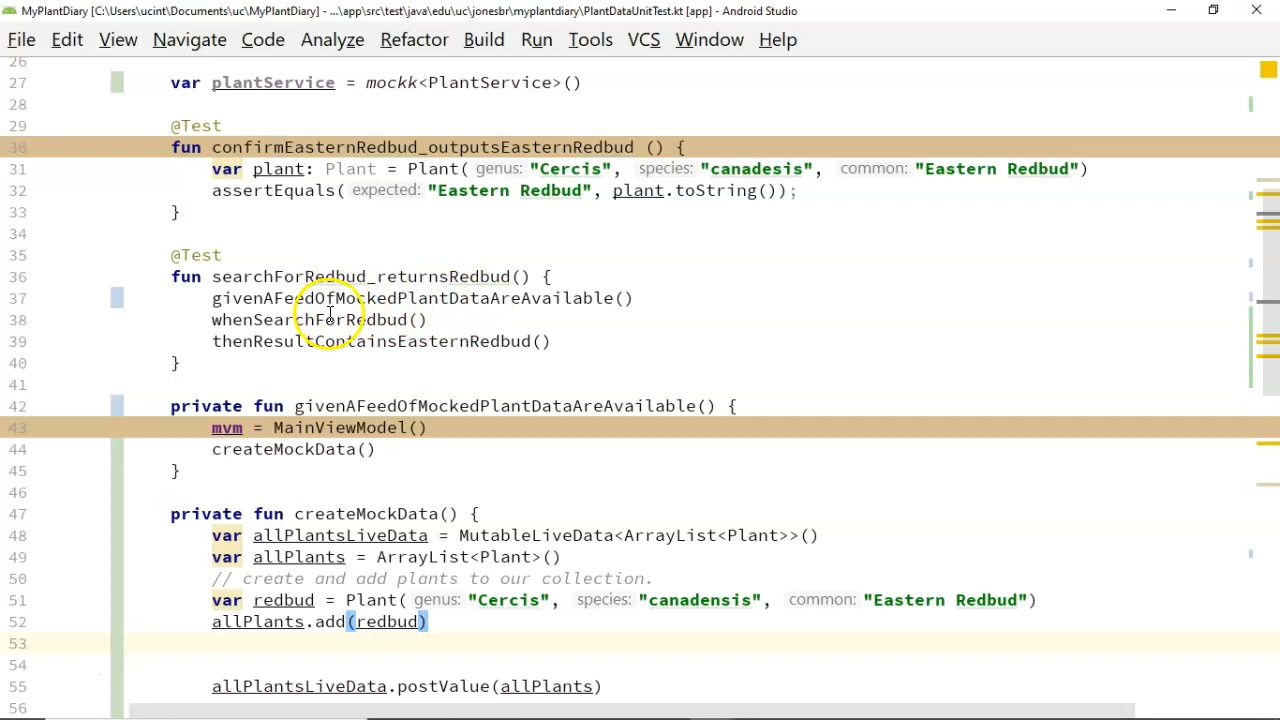 MyPlantDiary [C:\Users\ucint\Documents\uc\MyPlantDiary] - ...\app\src\test\java\edu\uc\jonesbr\myplantdiary\PlantDataUnitTest.kt [app] - Android Studio
File Edit View Navigate Code Analyze Refactor Build Run Tools VCS Window Help
26
27 var plantService = mockk<PlantService>()
28
29 @Test
30 fun confirmEasternRedbud_outputsEasternRedbud () {
31 var plant: Plant = Plant( genus: "Cercis", species: "canadesis", common: "Eastern Redbud")
32 assertEquals( expected: "Eastern Redbud", plant.toString());
33 }
34
35 @Test
36 fun searchForRedbud_returnsRedbud() {
37 givenAFeedOfMockedPlantDataAreAvailable()
38 whenSearchForRedbud()
39 thenResultContainsEasternRedbud()
40 }
41
42 private fun givenAFeedOfMockedPlantDataAreAvailable() {
43 mvm = MainViewModel()
44 createMockData()
45 }
46
47 private fun createMockData() {
48 var allPlantsLiveData = MutableLiveData<ArrayList<Plant>>()
49 var allPlants = ArrayList<Plant>()
50 // create and add plants to our collection.
51 var redbud = Plant( genus: "Cercis", species: "canadensis", common: "Eastern Redbud")
52 allPlants.add(redbud)
53
54
55 allPlantsLiveData.postValue(allPlants)
56